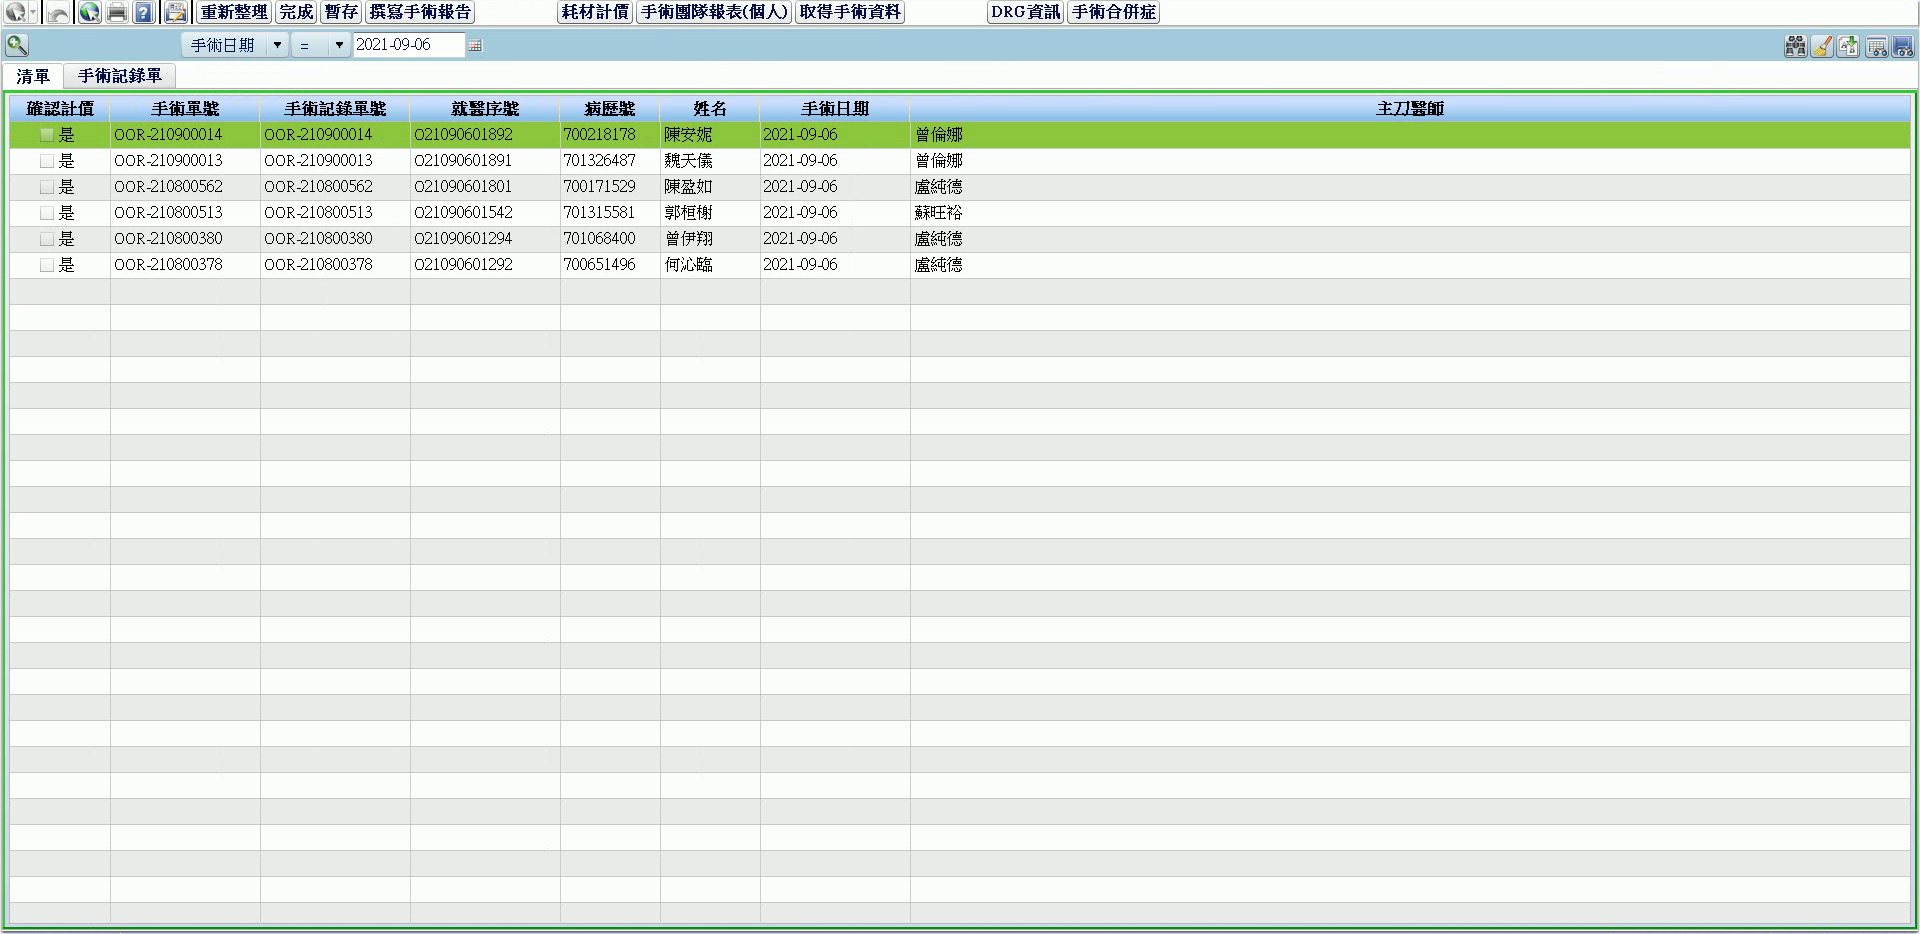 重新整理 完成 暫存 撰寫手術報告 耗材計價 手術團隊報表(個人) 取得手術資料 DRG資訊 手術合併症
手術日期 = 2021-09-06
清單 手術記錄單
確認計價 手術單號 手術記錄單號 就醫序號 病歷號 姓名 手術日期 主刀醫師
是 OOR-210900014 OOR-210900014 O21090601892 700218178 陳安妮 2021-09-06 曾倫娜
是 OOR-210900013 OOR-210900013 O21090601891 701326487 魏天儀 2021-09-06 曾倫娜
是 OOR-210800562 OOR-210800562 O21090601801 700171529 陳盈如 2021-09-06 盧純德
是 OOR-210800513 OOR-210800513 O21090601542 701315581 郭桓榭 2021-09-06 蘇旺裕
是 OOR-210800380 OOR-210800380 O21090601294 701068400 曾伊翔 2021-09-06 盧純德
是 OOR-210800378 OOR-210800378 O21090601292 700651496 何沁臨 2021-09-06 盧純德